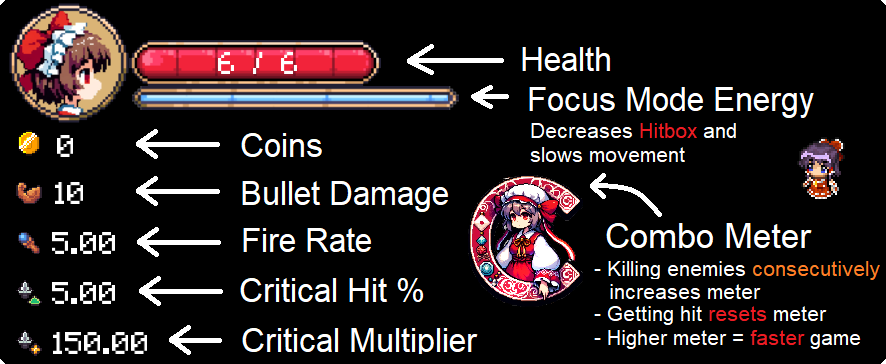 6 / 6
Health
Focus Mode Energy
Decreases Hitbox and
slows movement
0
Coins
10
Bullet Damage
5.00
Fire Rate
5.00
Critical Hit %
150.00
Critical Multiplier
C
Combo Meter
- Killing enemies consecutively
increases meter
- Getting hit resets meter
- Higher meter = faster game